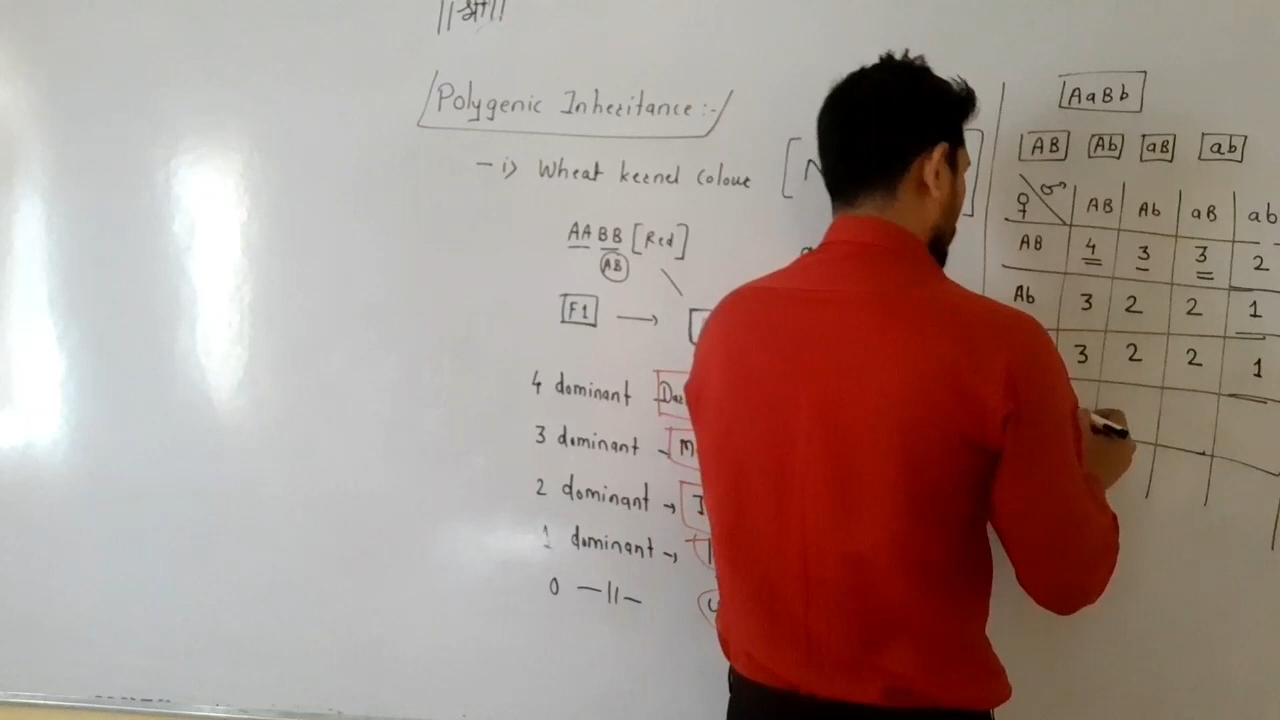 ||श्री||
Polygenic Inheritance :-
- i) Wheat kernel colour [
AABB [Red]
AB
F1 →
4 dominant
3 dominant
2 dominant →
1 dominant →
0 —||—
AaBb
AB Ab aB ab
♀ ♂ AB Ab aB ab
AB 4 3 3 2
Ab 3 2 2 1
3 2 2 1